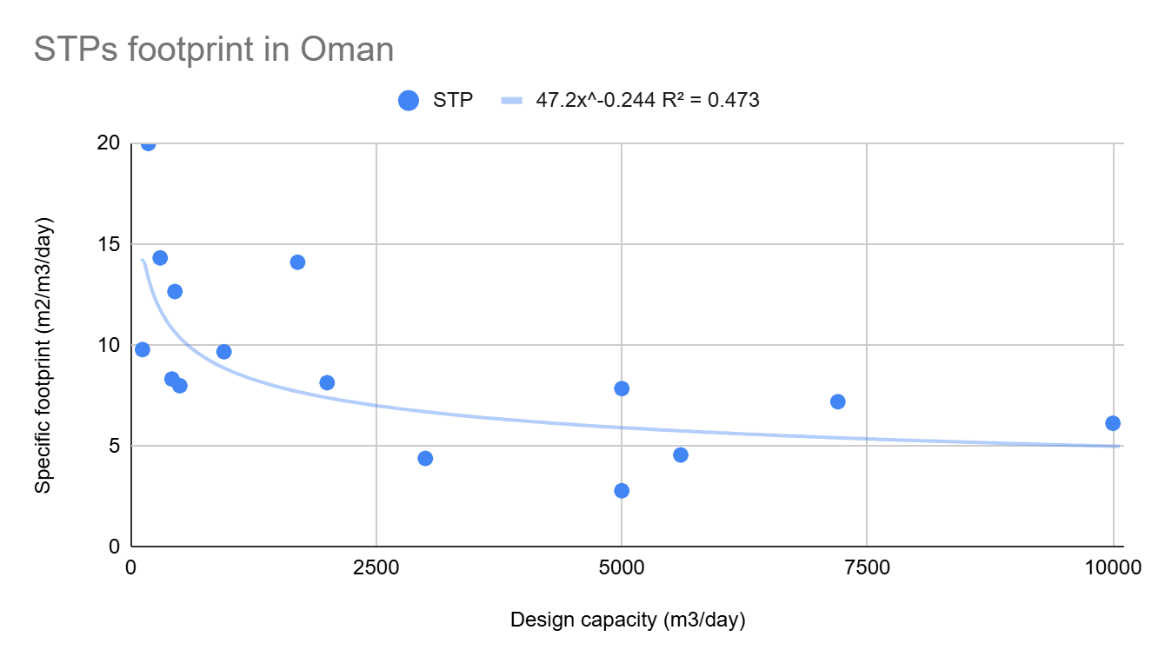 STPs footprint in Oman
STP
47.2x^-0.244 R² = 0.473
Specific footprint (m2/m3/day)
20
15
10
5
0
0
2500
5000
7500
10000
Design capacity (m3/day)